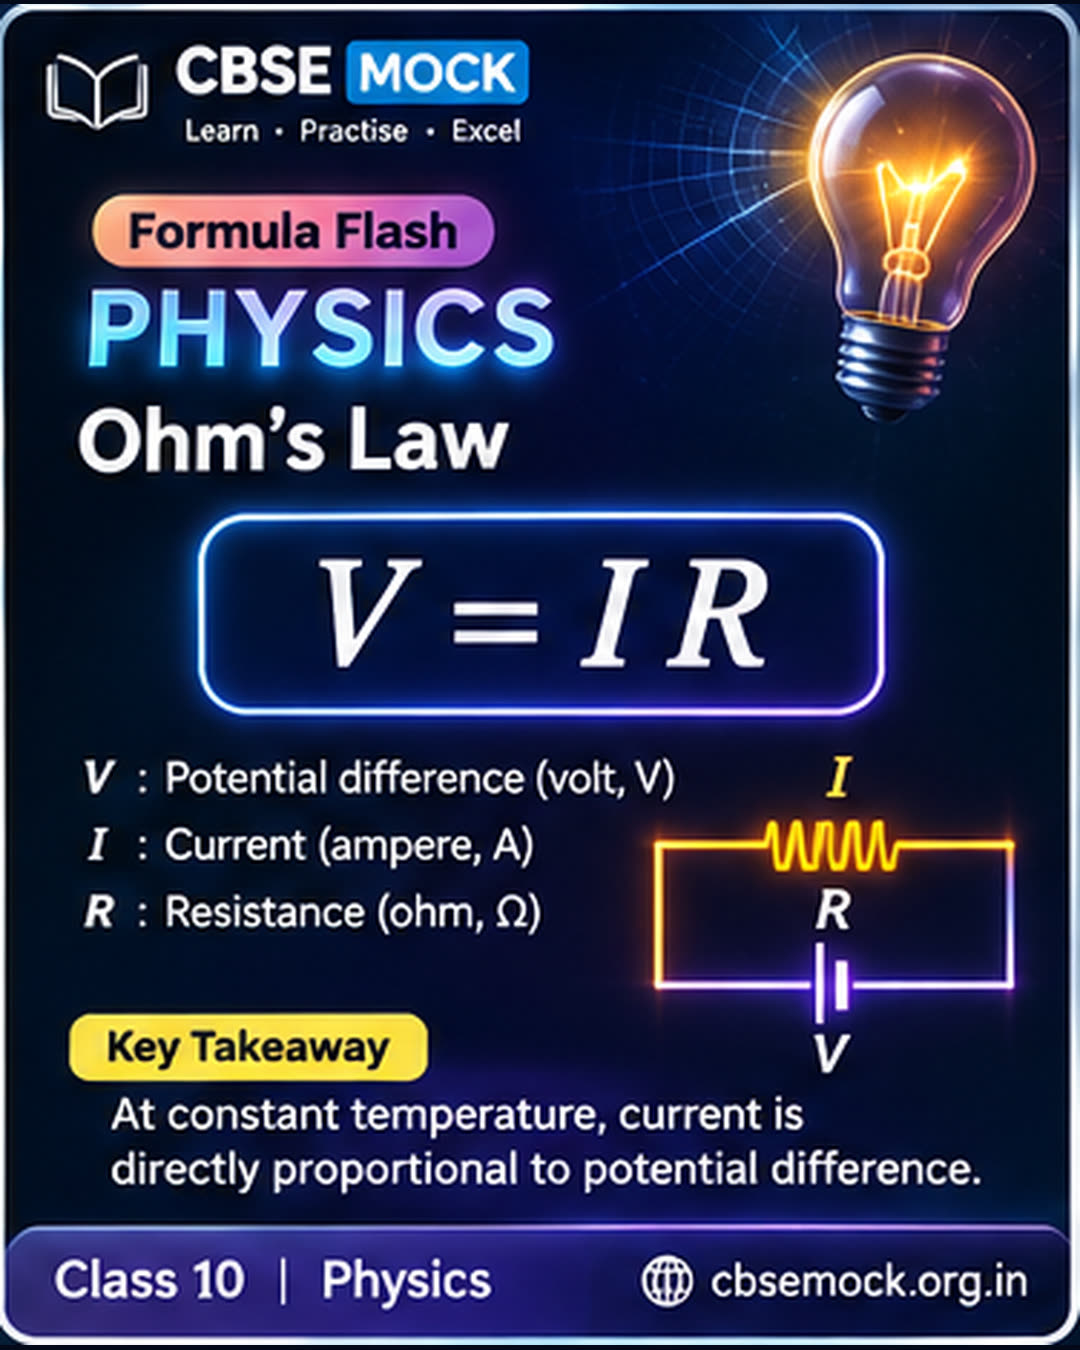 CBSE MOCK
Learn · Practise · Excel
Formula Flash
PHYSICS
Ohm's Law
V = I R
V : Potential difference (volt, V)
I : Current (ampere, A)
R : Resistance (ohm, Ω)
I
R
V
Key Takeaway
At constant temperature, current is
directly proportional to potential difference.
Class 10 | Physics
cbsemock.org.in